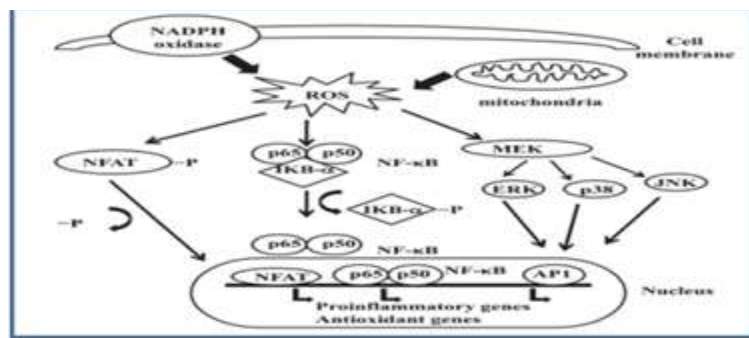 NADPH
oxidase
Cell
membrane
ROS
mitochondria
NFAT –P
p65 p50
IKB-α
NF-κB
MEK
ERK
p38
JNK
–P
IKB-α –P
p65 p50
NF-κB
NFAT
p65 p50 NF-κB
AP1
Nucleus
Proinflammatory genes
Antioxidant genes